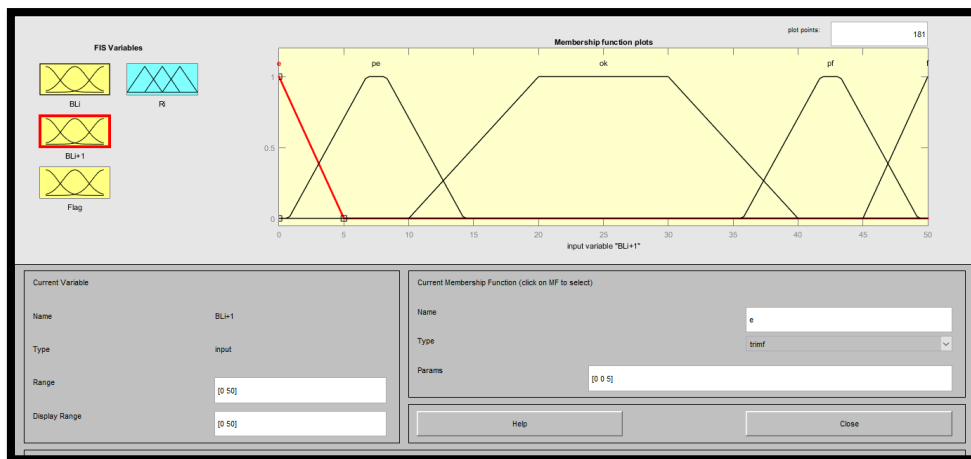 plot points:
181
FIS Variables
Membership function plots
BLi
Ri
BLi+1
Flag
e
pe
ok
pf
f
1
0.5
0
0
5
10
15
20
25
30
35
40
45
50
input variable "BLi+1"
Current Variable
Name
BLi+1
Type
input
Range
[0 50]
Display Range
[0 50]
Current Membership Function (click on MF to select)
Name
e
Type
trimf
Params
[0 0 5]
Help
Close